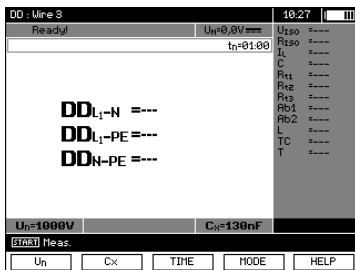 DD : Wire 3 10:27
Ready! UN=0,0V
tn=01:00
DDL1-N =---
DDL1-PE=---
DDN-PE=---
UISO =---
RISO =---
IL =---
C =---
Rt1 =---
Rt2 =---
Rt3 =---
Ab1 =---
Ab2 =---
L =---
TC =---
T =---
Un=1000V CX=130nF
START Meas.
Un CX TIME MODE HELP